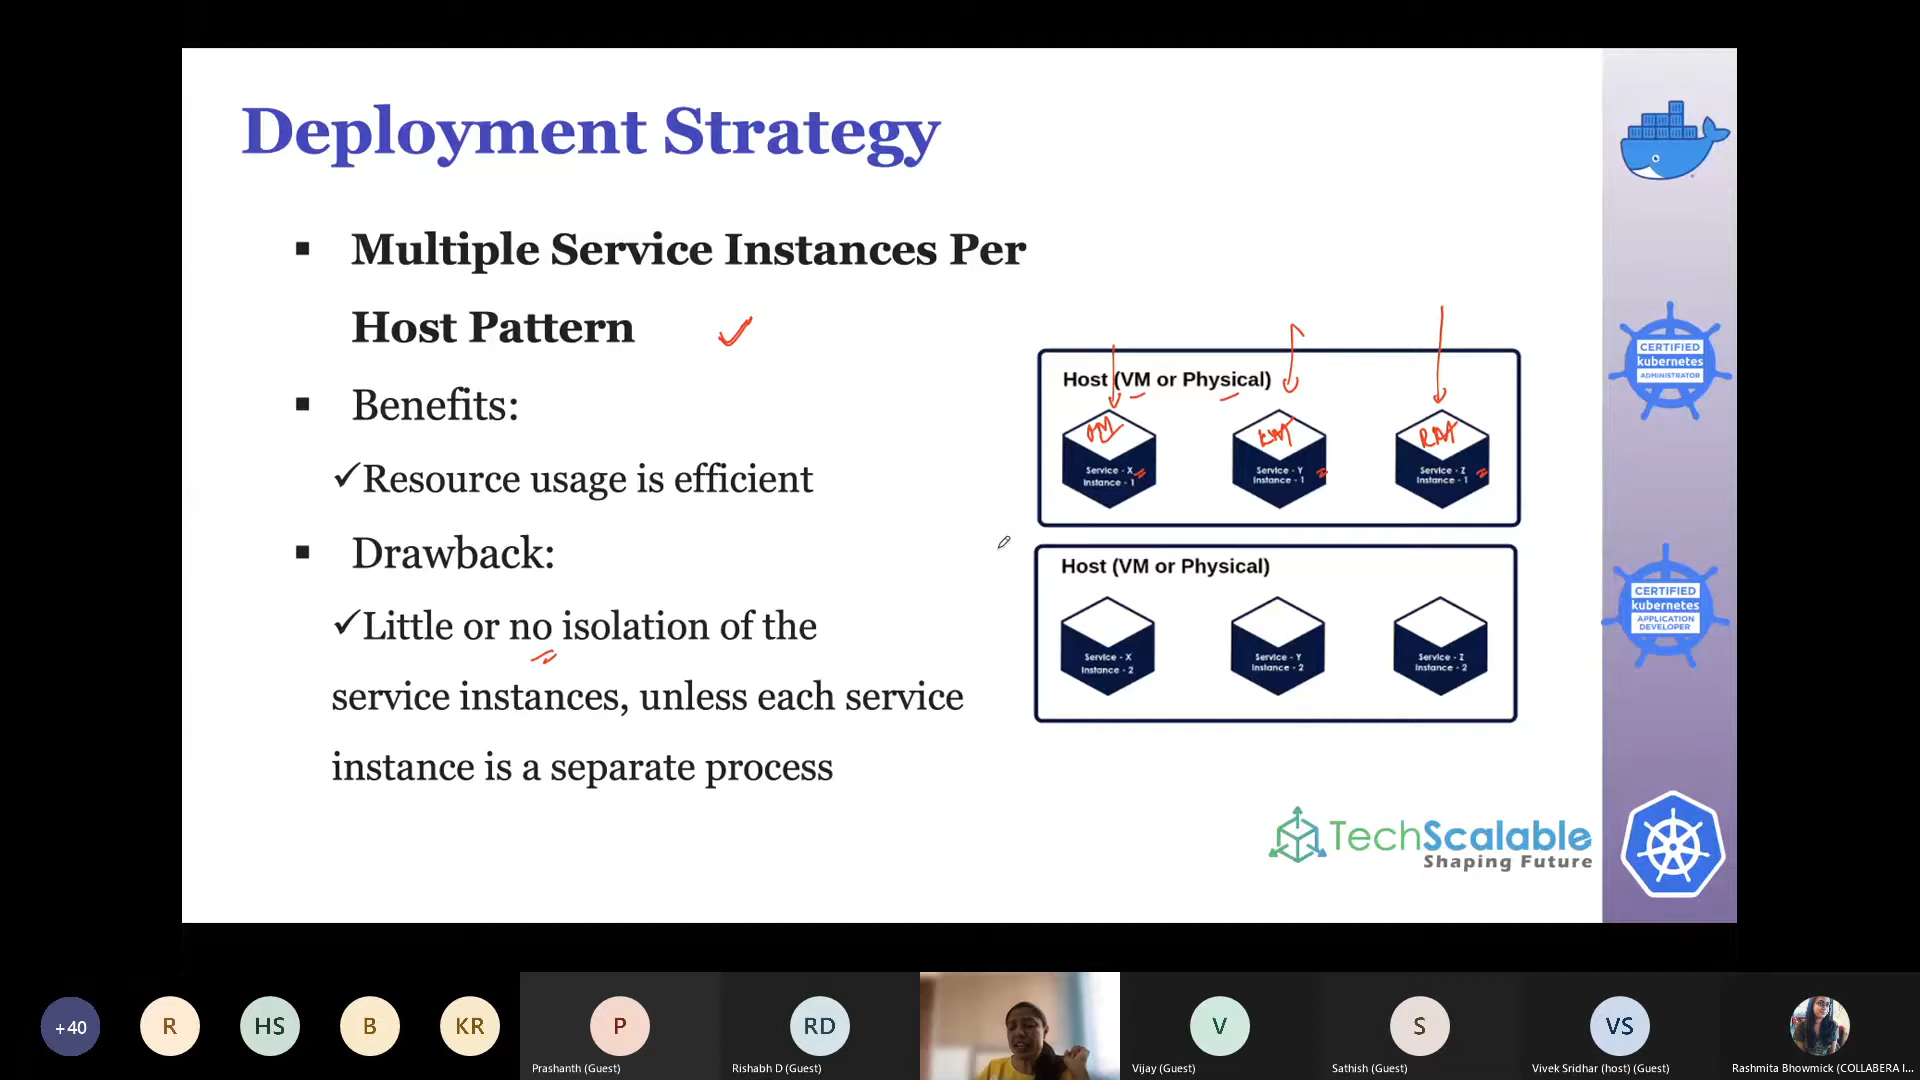 Deployment Strategy
▪ Multiple Service Instances Per
Host Pattern
▪ Benefits:
✓Resource usage is efficient
▪ Drawback:
✓Little or no isolation of the
service instances, unless each service
instance is a separate process
Host (VM or Physical)
Service - X
Instance - 1
Service - Y
Instance - 1
Service - Z
Instance - 1
Host (VM or Physical)
Service - X
Instance - 2
Service - Y
Instance - 2
Service - Z
Instance - 2
CERTIFIED
kubernetes
ADMINISTRATOR
CERTIFIED
kubernetes
APPLICATION
DEVELOPER
TechScalable
Shaping Future
+40
R
HS
B
KR
P
Prashanth (Guest)
RD
Rishabh D (Guest)
V
Vijay (Guest)
S
Sathish (Guest)
VS
Vivek Sridhar (host) (Guest)
Rashmita Bhowmick (COLLABERA I...